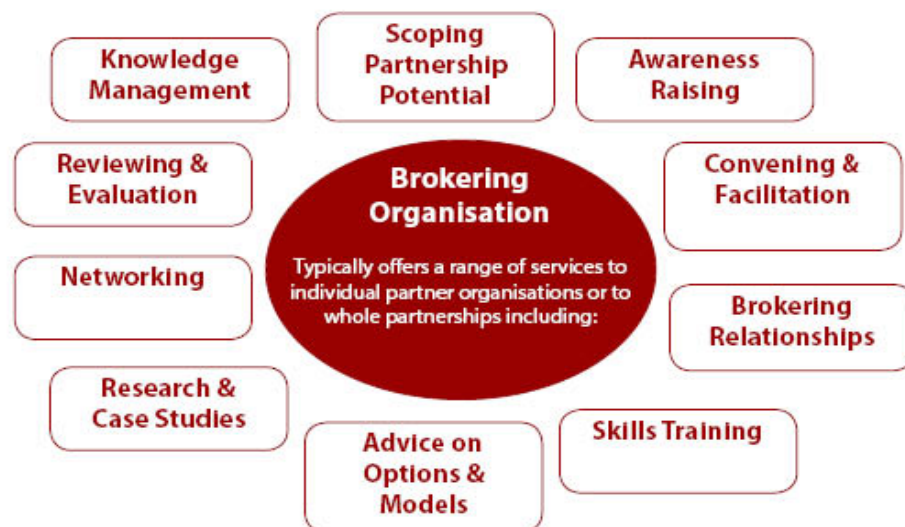 Knowledge
Management
Scoping
Partnership
Potential
Awareness
Raising
Reviewing &
Evaluation
Brokering
Organisation
Typically offers a range of services to
individual partner organisations or to
whole partnerships including:
Convening &
Facilitation
Networking
Brokering
Relationships
Research &
Case Studies
Advice on
Options &
Models
Skills Training